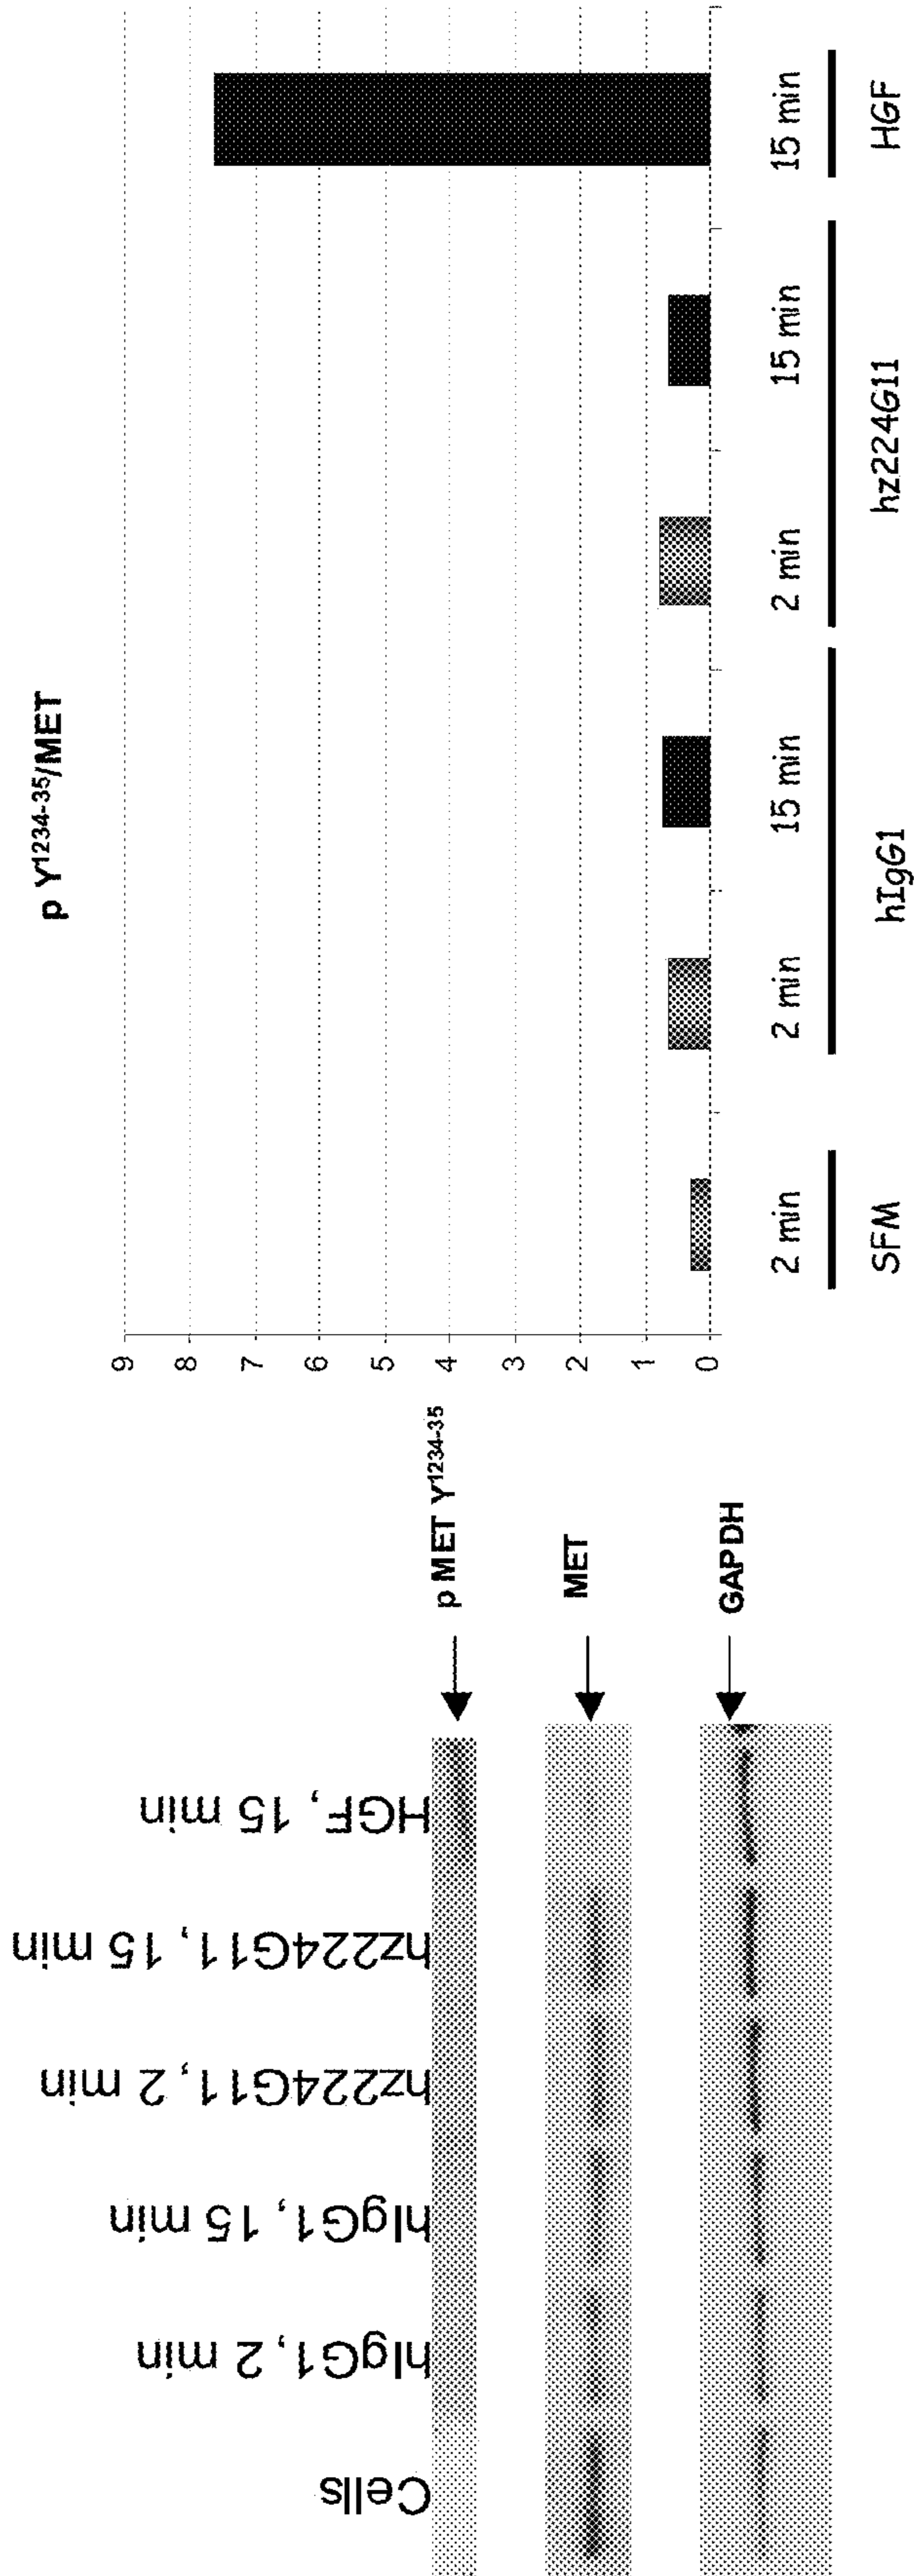 Cells
hIgG1, 2 min
hIgG1, 15 min
hz224G11, 2 min
hz224G11, 15 min
HGF, 15 min
p MET Y1234-35
MET
GAPDH
p Y1234-35/MET
9
8
7
6
5
4
3
2
1
0
2 min 2 min 15 min 2 min 15 min 15 min
SFM hIgG1 hz224G11 HGF